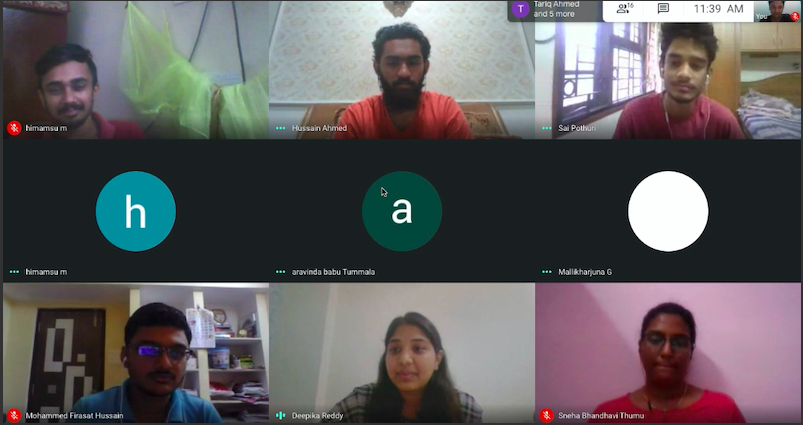 T
Tariq Ahmed
and 5 more
16
11:39 AM
You
himamsu m
Hussain Ahmed
Sai Pothuri
h
a
himamsu m
aravinda babu Tummala
Mallikharjuna G
Mohammed Firasat Hussain
Deepika Reddy
Sneha Bhandhavi Thumu